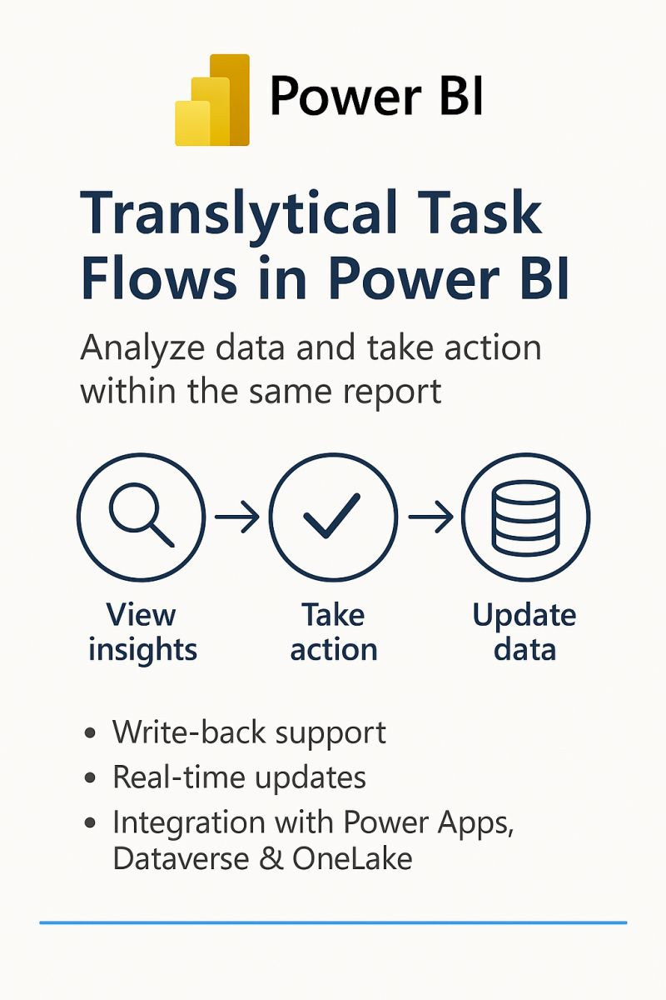 Power BI
Translytical Task
Flows in Power BI
Analyze data and take action
within the same report
View
insights
Take
action
Update
data
• Write-back support
• Real-time updates
• Integration with Power Apps,
Dataverse & OneLake